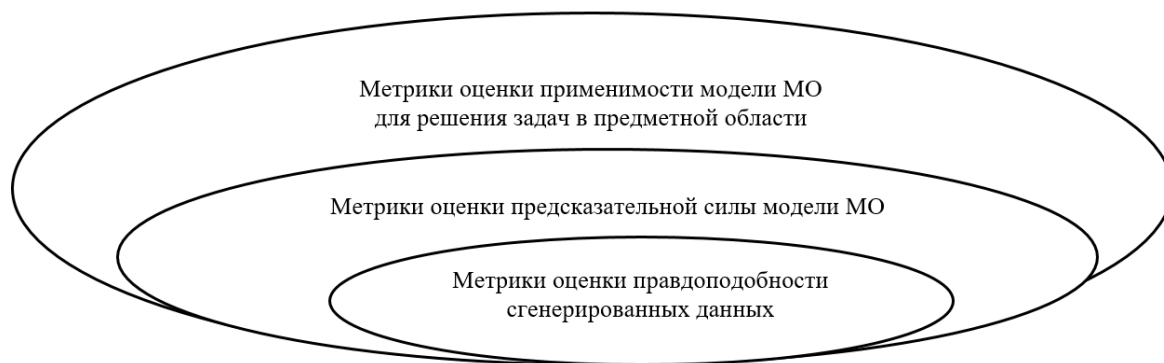 Метрики оценки применимости модели МО
для решения задач в предметной области
Метрики оценки предсказательной силы модели МО
Метрики оценки правдоподобности
сгенерированных данных